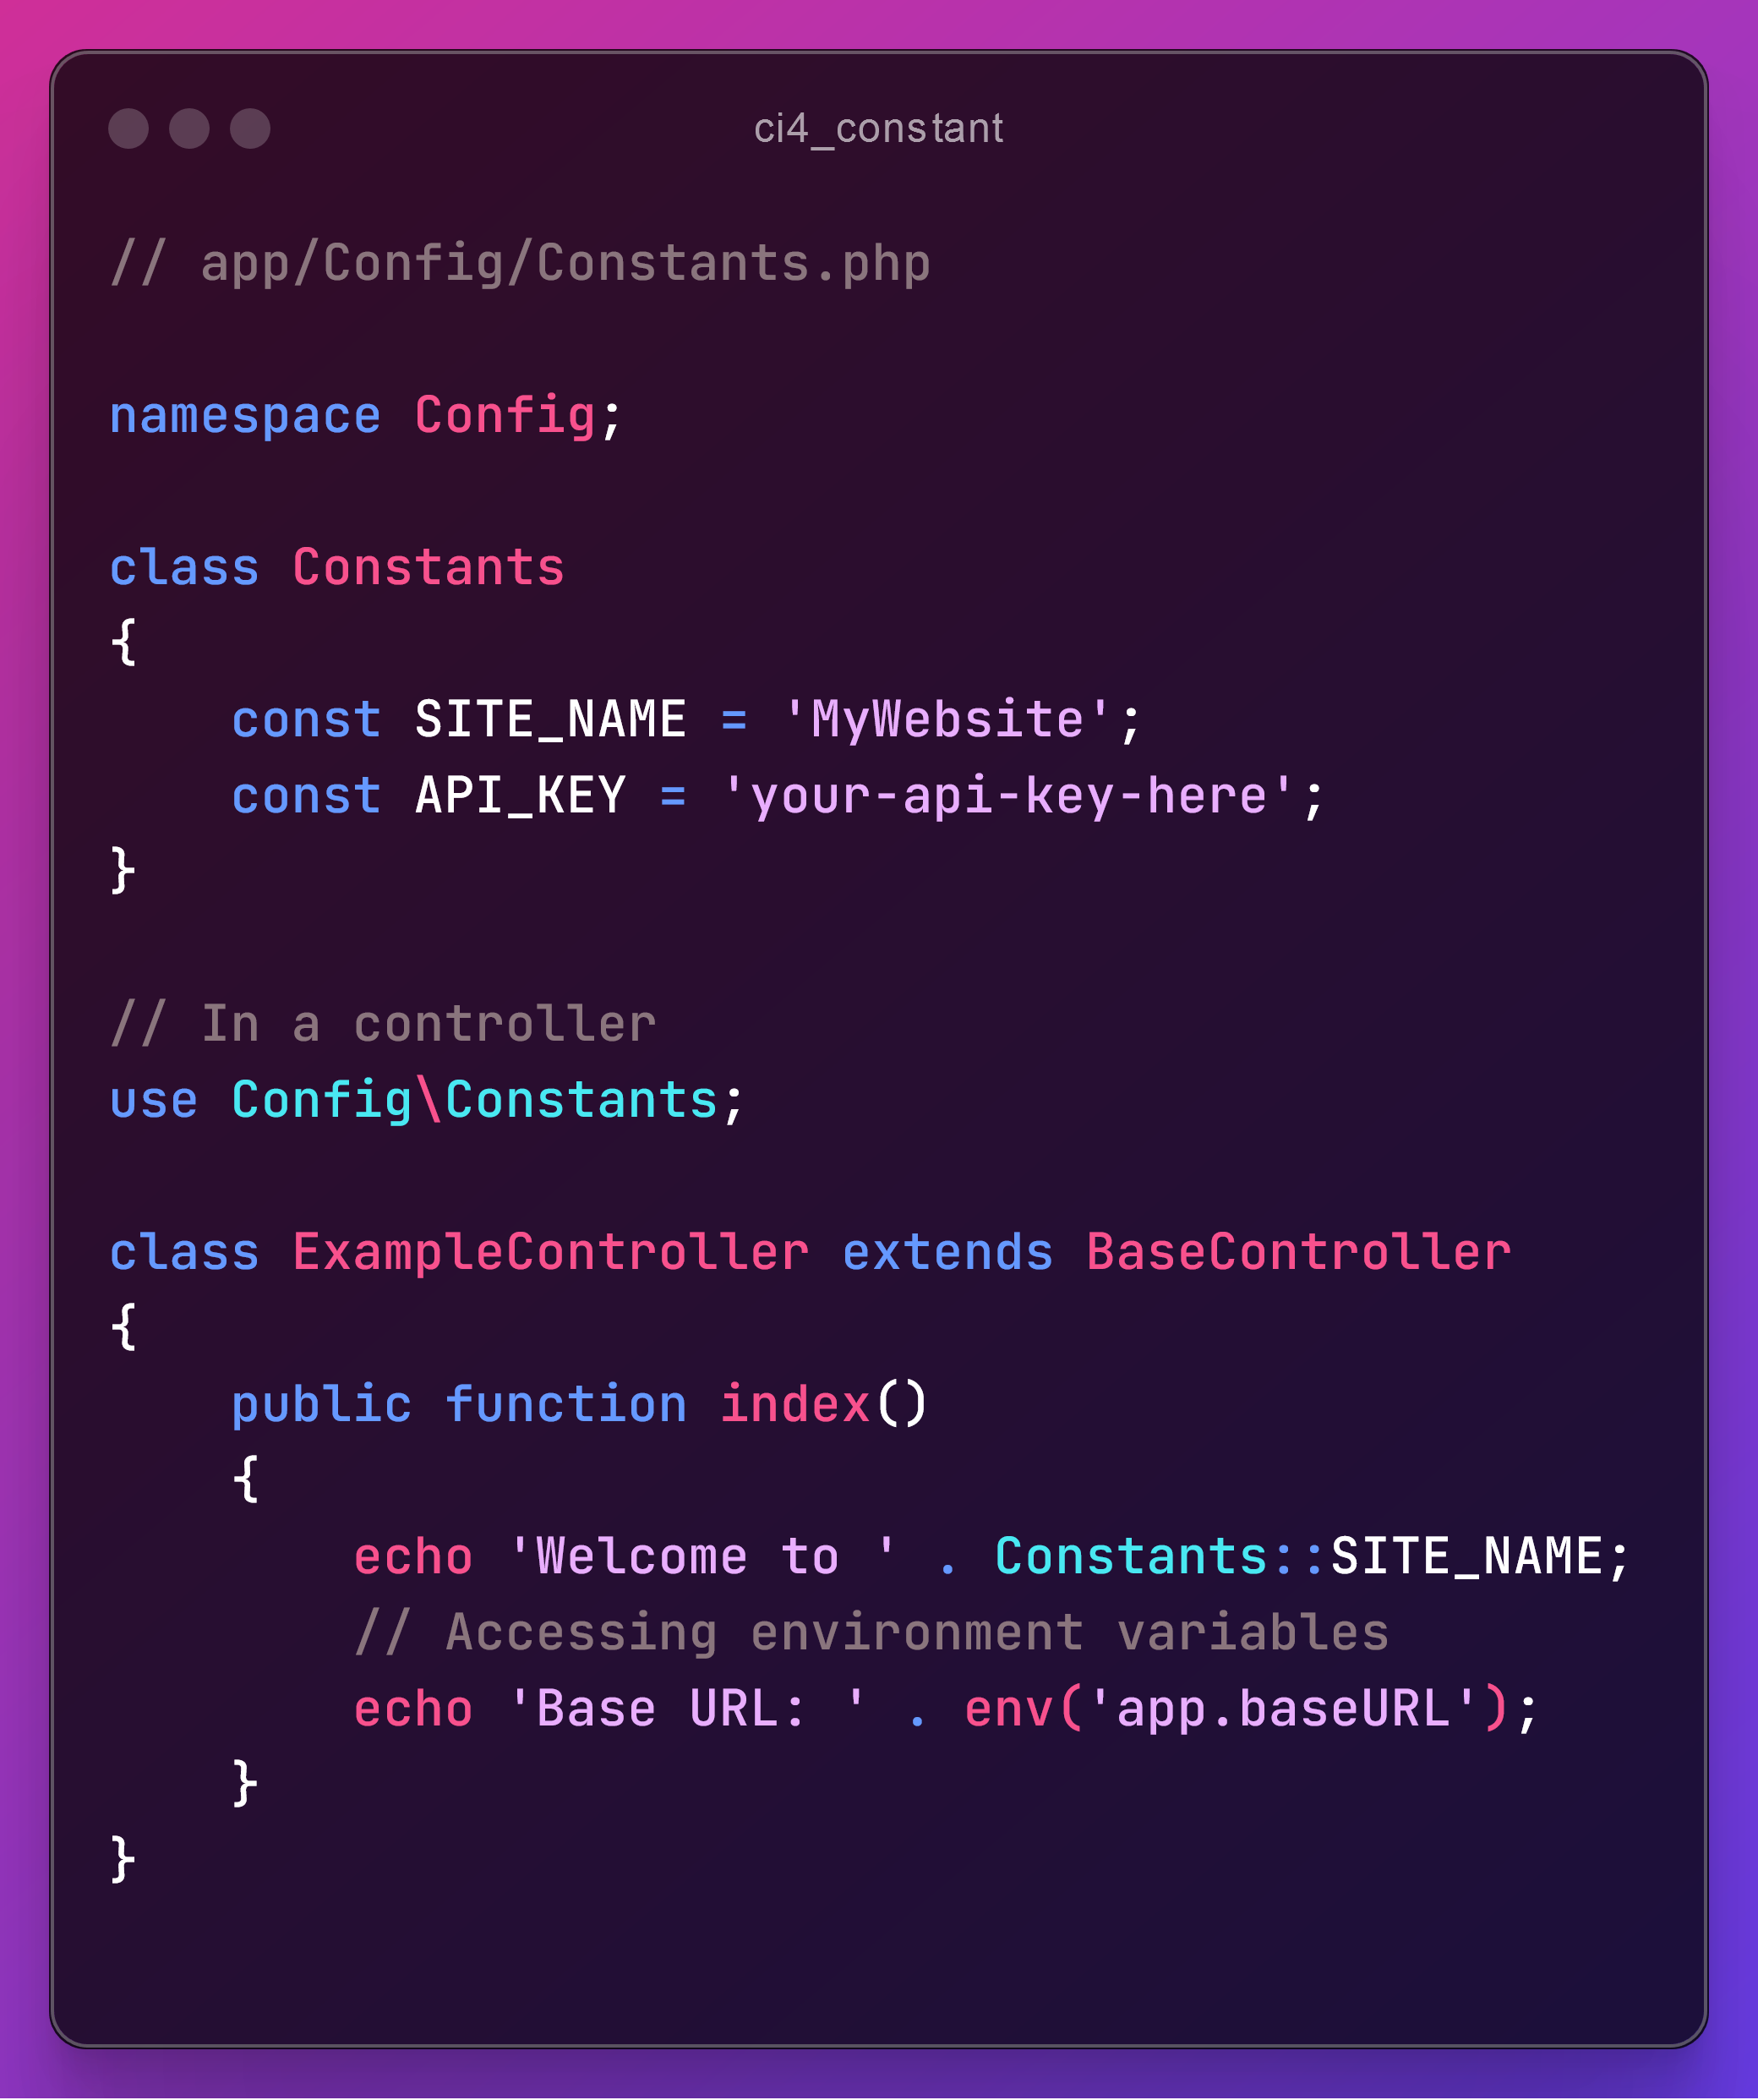 ci4_constant
// app/Config/Constants.php
namespace Config;
class Constants
{
    const SITE_NAME = 'MyWebsite';
    const API_KEY = 'your-api-key-here';
}
// In a controller
use Config\Constants;
class ExampleController extends BaseController
{
    public function index()
    {
        echo 'Welcome to ' . Constants::SITE_NAME;
        // Accessing environment variables
        echo 'Base URL: ' . env('app.baseURL');
    }
}